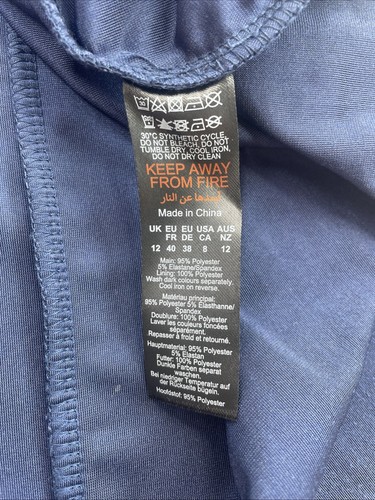 30°C SYNTHETIC CYCLE,
DO NOT BLEACH, DO NOT
TUMBLE DRY, COOL IRON,
DO NOT DRY CLEAN
KEEP AWAY
FROM FIRE
أبعدها عن النار
Made in China
UK EU EU USA AUS
FR DE CA NZ
12 40 38 8 12
Main: 95% Polyester
5% Elastane/Spandex
Lining: 100% Polyester
Wash dark colours separately.
Cool iron on reverse.
Matériau principal:
95% Polyester 5% Elasthanne/
Spandex
Doublure: 100% Polyester
Laver les couleurs foncées
séparément.
Repasser à froid et retourné.
Hauptmaterial: 95% Polyester
5% Elastan
Futter: 100% Polyester
Dunkle Farben separat
waschen.
Bei niedriger Temperatur auf
der Rückseite bügeln.
Hoofdstof: 95% Polyester